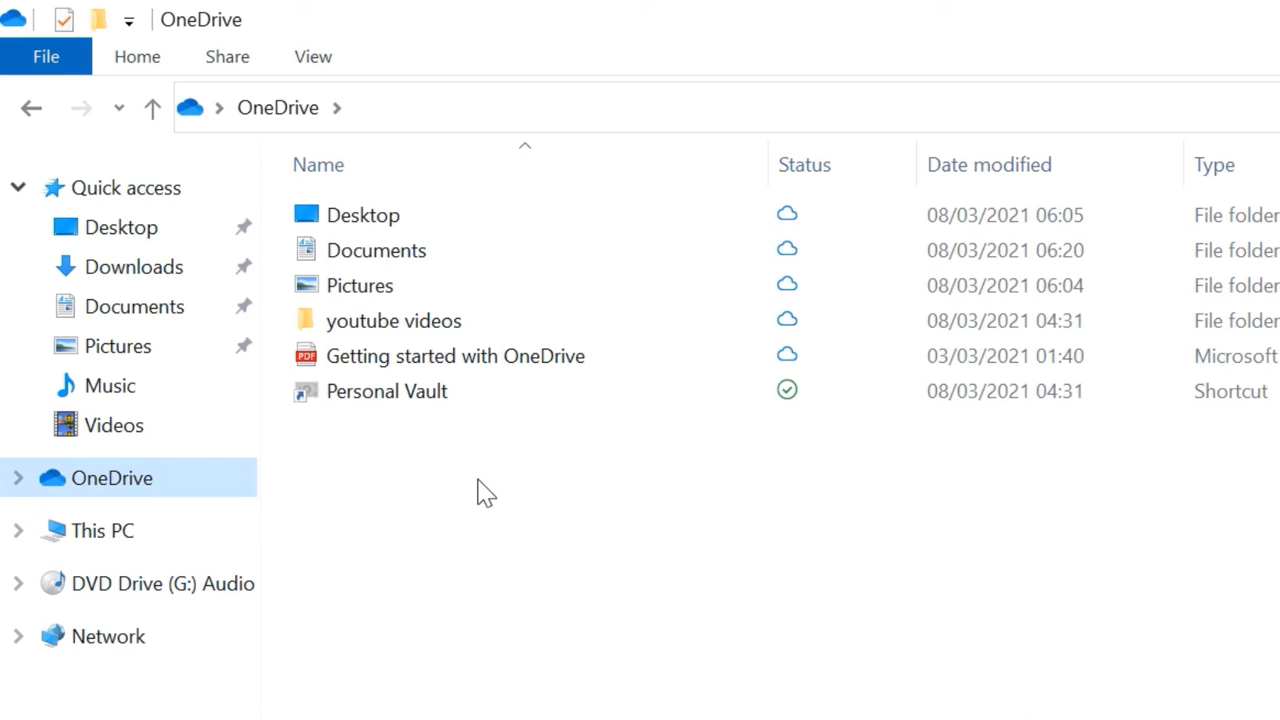 OneDrive
File Home Share View
OneDrive
Name Status Date modified Type
Quick access
Desktop
Downloads
Documents
Pictures
Music
Videos
OneDrive
This PC
DVD Drive (G:) Audio
Network
Desktop 08/03/2021 06:05 File folder
Documents 08/03/2021 06:20 File folder
Pictures 08/03/2021 06:04 File folder
youtube videos 08/03/2021 04:31 File folder
PDF Getting started with OneDrive 03/03/2021 01:40 Microsoft
Personal Vault 08/03/2021 04:31 Shortcut